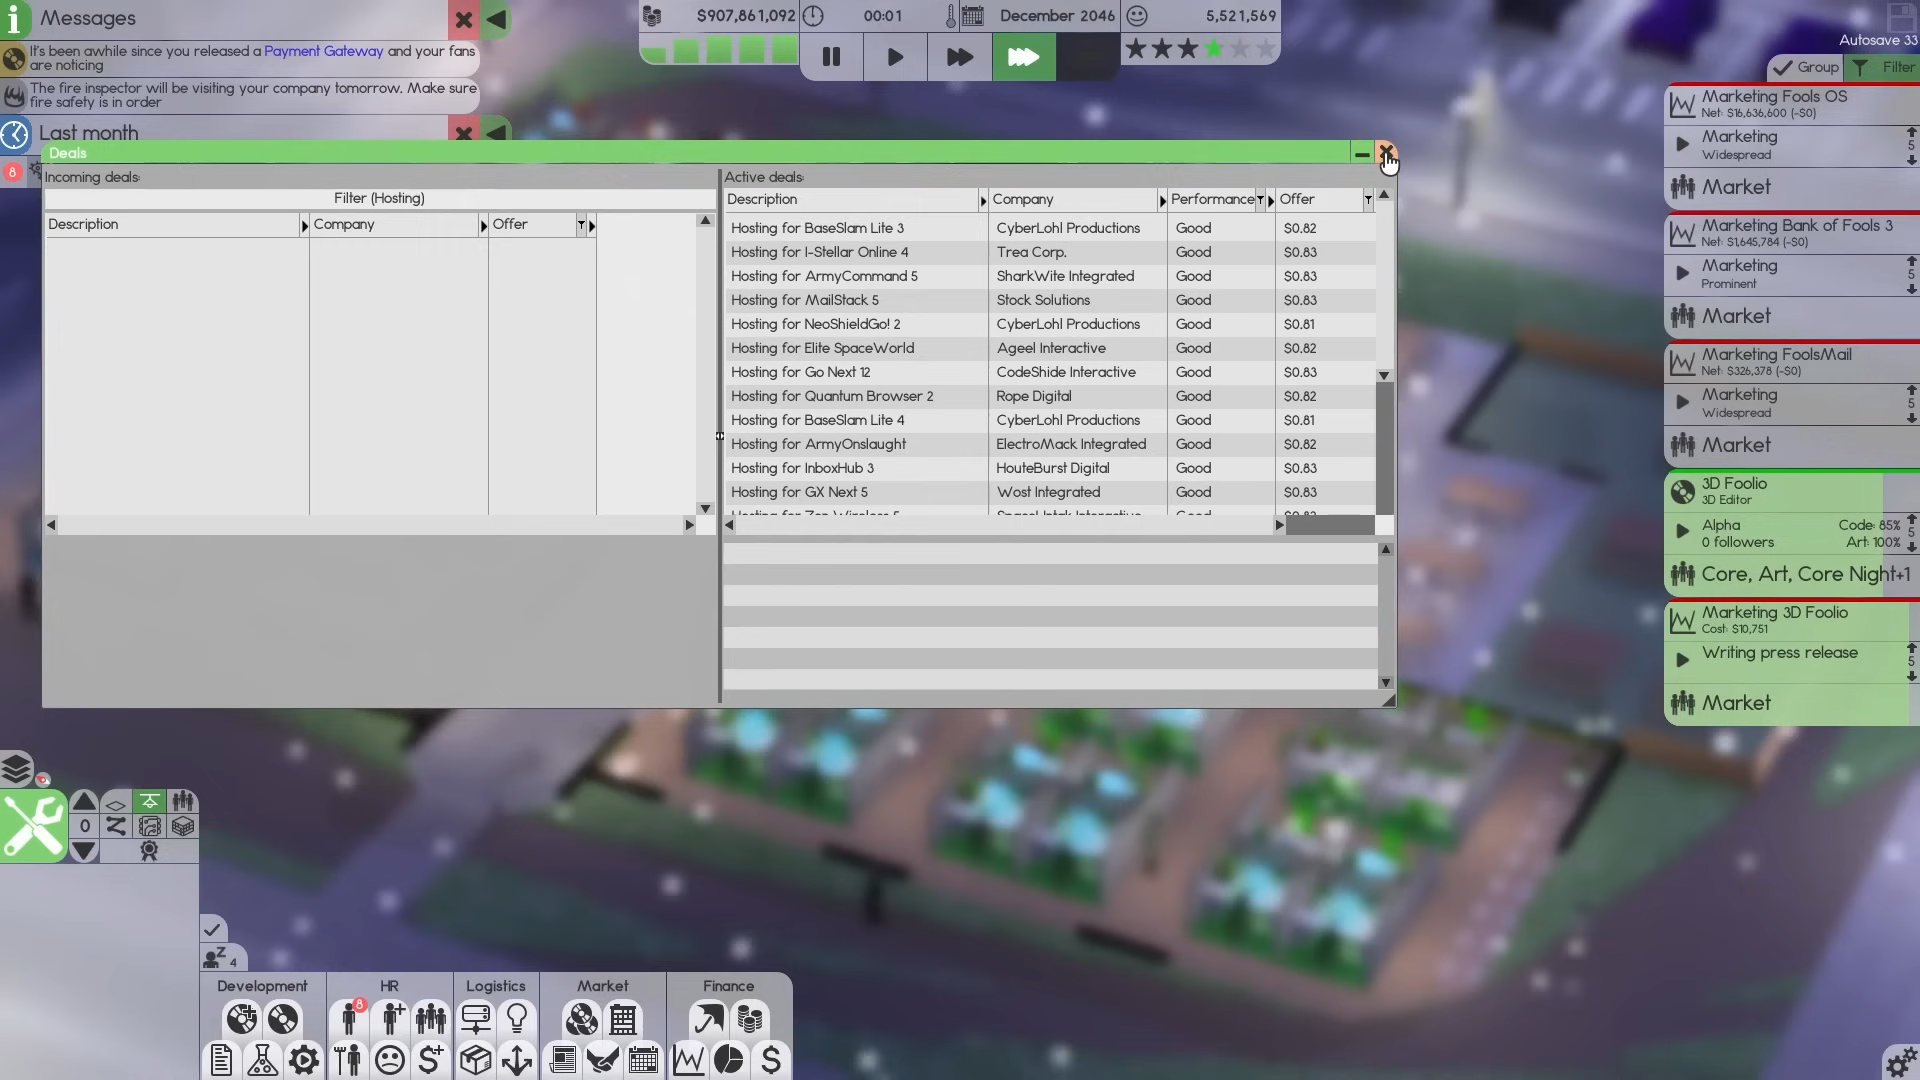 Messages
It's been awhile since you released a Payment Gateway and your fans
are noticing
The fire inspector will be visiting your company tomorrow. Make sure
fire safety is in order
Last month
8
$907,861,092
00:01
December 2046
5,521,569
Autosave 33
Group
Filter
Deals
Incoming deals:
Filter (Hosting)
Description Company Offer
Active deals:
Description Company Performance Offer
Hosting for BaseSlam Lite 3 CyberLohl Productions Good $0.82
Hosting for I-Stellar Online 4 Trea Corp. Good $0.83
Hosting for ArmyCommand 5 SharkWite Integrated Good $0.83
Hosting for MailStack 5 Stock Solutions Good $0.83
Hosting for NeoShieldGo! 2 CyberLohl Productions Good $0.81
Hosting for Elite SpaceWorld Ageel Interactive Good $0.82
Hosting for Go Next 12 CodeShide Interactive Good $0.83
Hosting for Quantum Browser 2 Rope Digital Good $0.82
Hosting for BaseSlam Lite 4 CyberLohl Productions Good $0.81
Hosting for ArmyOnslaught ElectroMack Integrated Good $0.82
Hosting for InboxHub 3 HouteBurst Digital Good $0.83
Hosting for GX Next 5 Wost Integrated Good $0.83
Marketing Fools OS
Net: $16,636,600 (-$0)
Marketing
Widespread
5
Market
Marketing Bank of Fools 3
Net: $1,645,784 (-$0)
Marketing
Prominent
5
Market
Marketing FoolsMail
Net: $326,378 (-$0)
Marketing
Widespread
5
Market
3D Foolio
3D Editor
Alpha Code: 85%
0 followers Art: 100%
5
Core, Art, Core Night+1
Marketing 3D Foolio
Cost: $10,751
Writing press release
5
Market
0
4
Development HR Logistics Market Finance
8